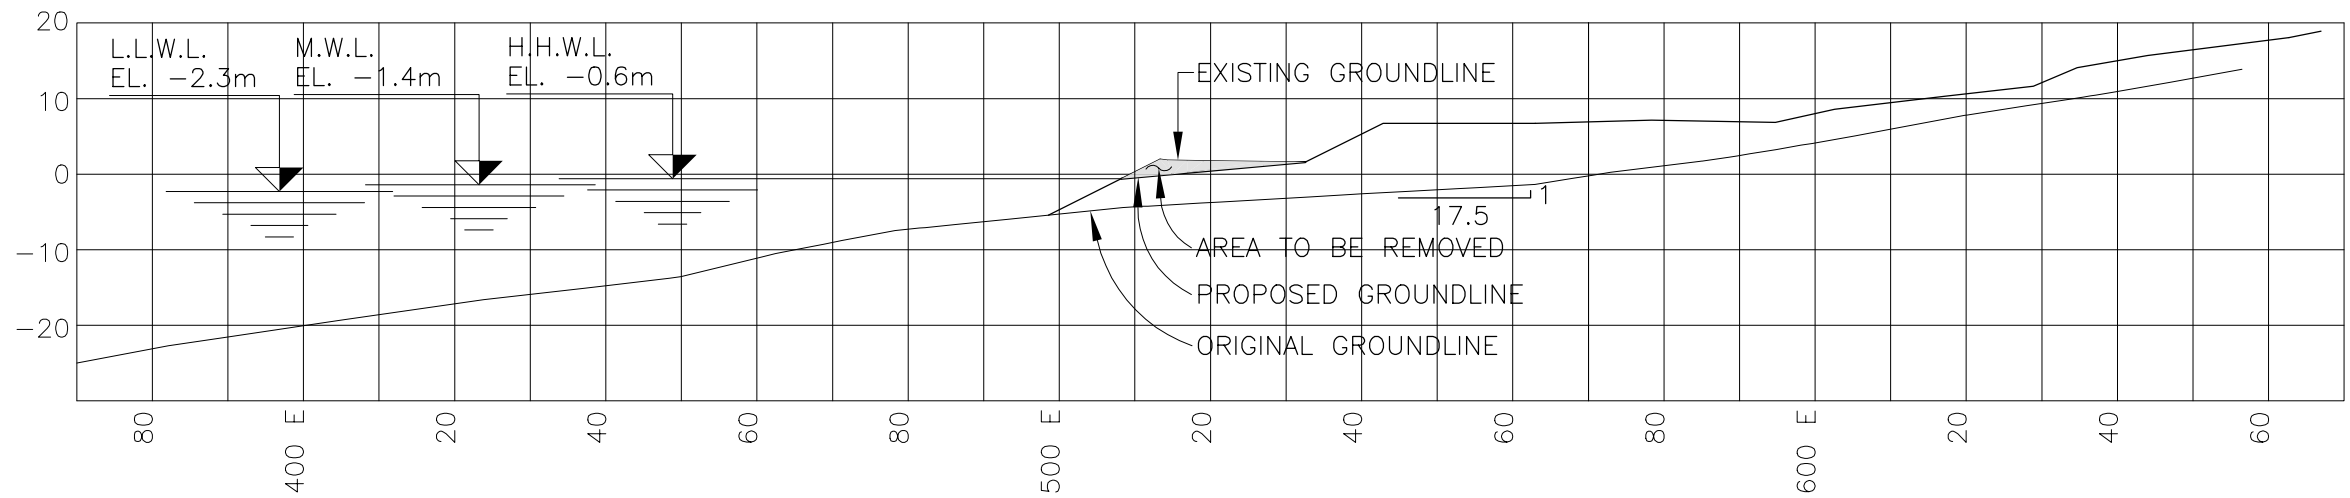 20
10
0
-10
-20
L.L.W.L.
EL. -2.3m
M.W.L.
EL. -1.4m
H.H.W.L.
EL. -0.6m
EXISTING GROUNDLINE
1
17.5
AREA TO BE REMOVED
PROPOSED GROUNDLINE
ORIGINAL GROUNDLINE
80
400 E
20
40
60
80
500 E
20
40
60
80
600 E
20
40
60